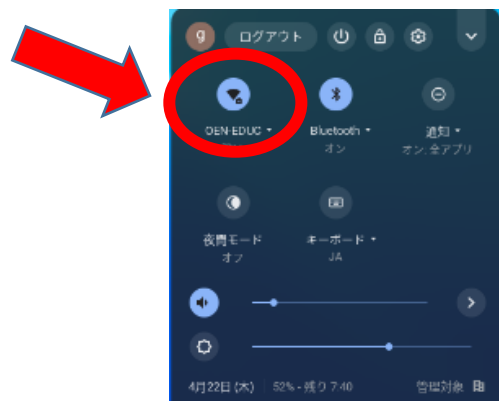 g ログアウト
OEN-EDUC Bluetooth 通知
オン オン、全アプリ
夜間モード キーボード
オフ JA
4月22日 (木) 52% - 残り 7:40 管理対象